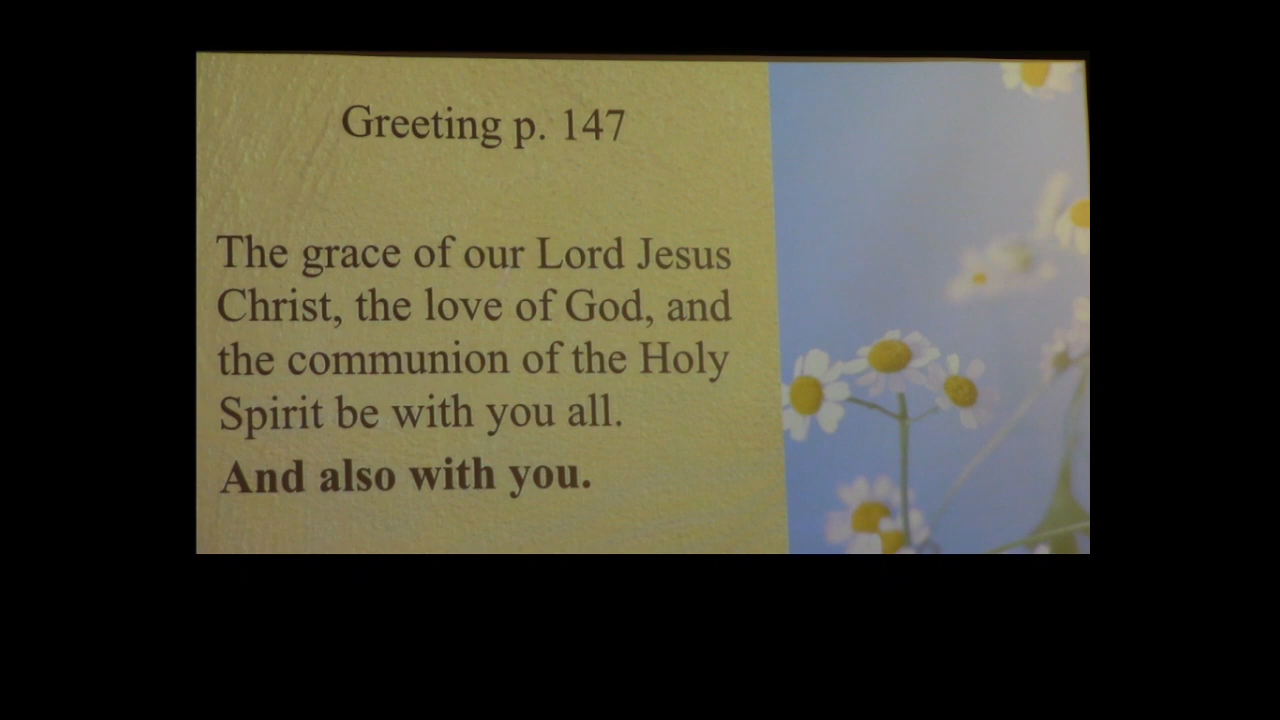 Greeting p. 147
The grace of our Lord Jesus
Christ, the love of God, and
the communion of the Holy
Spirit be with you all.
And also with you.